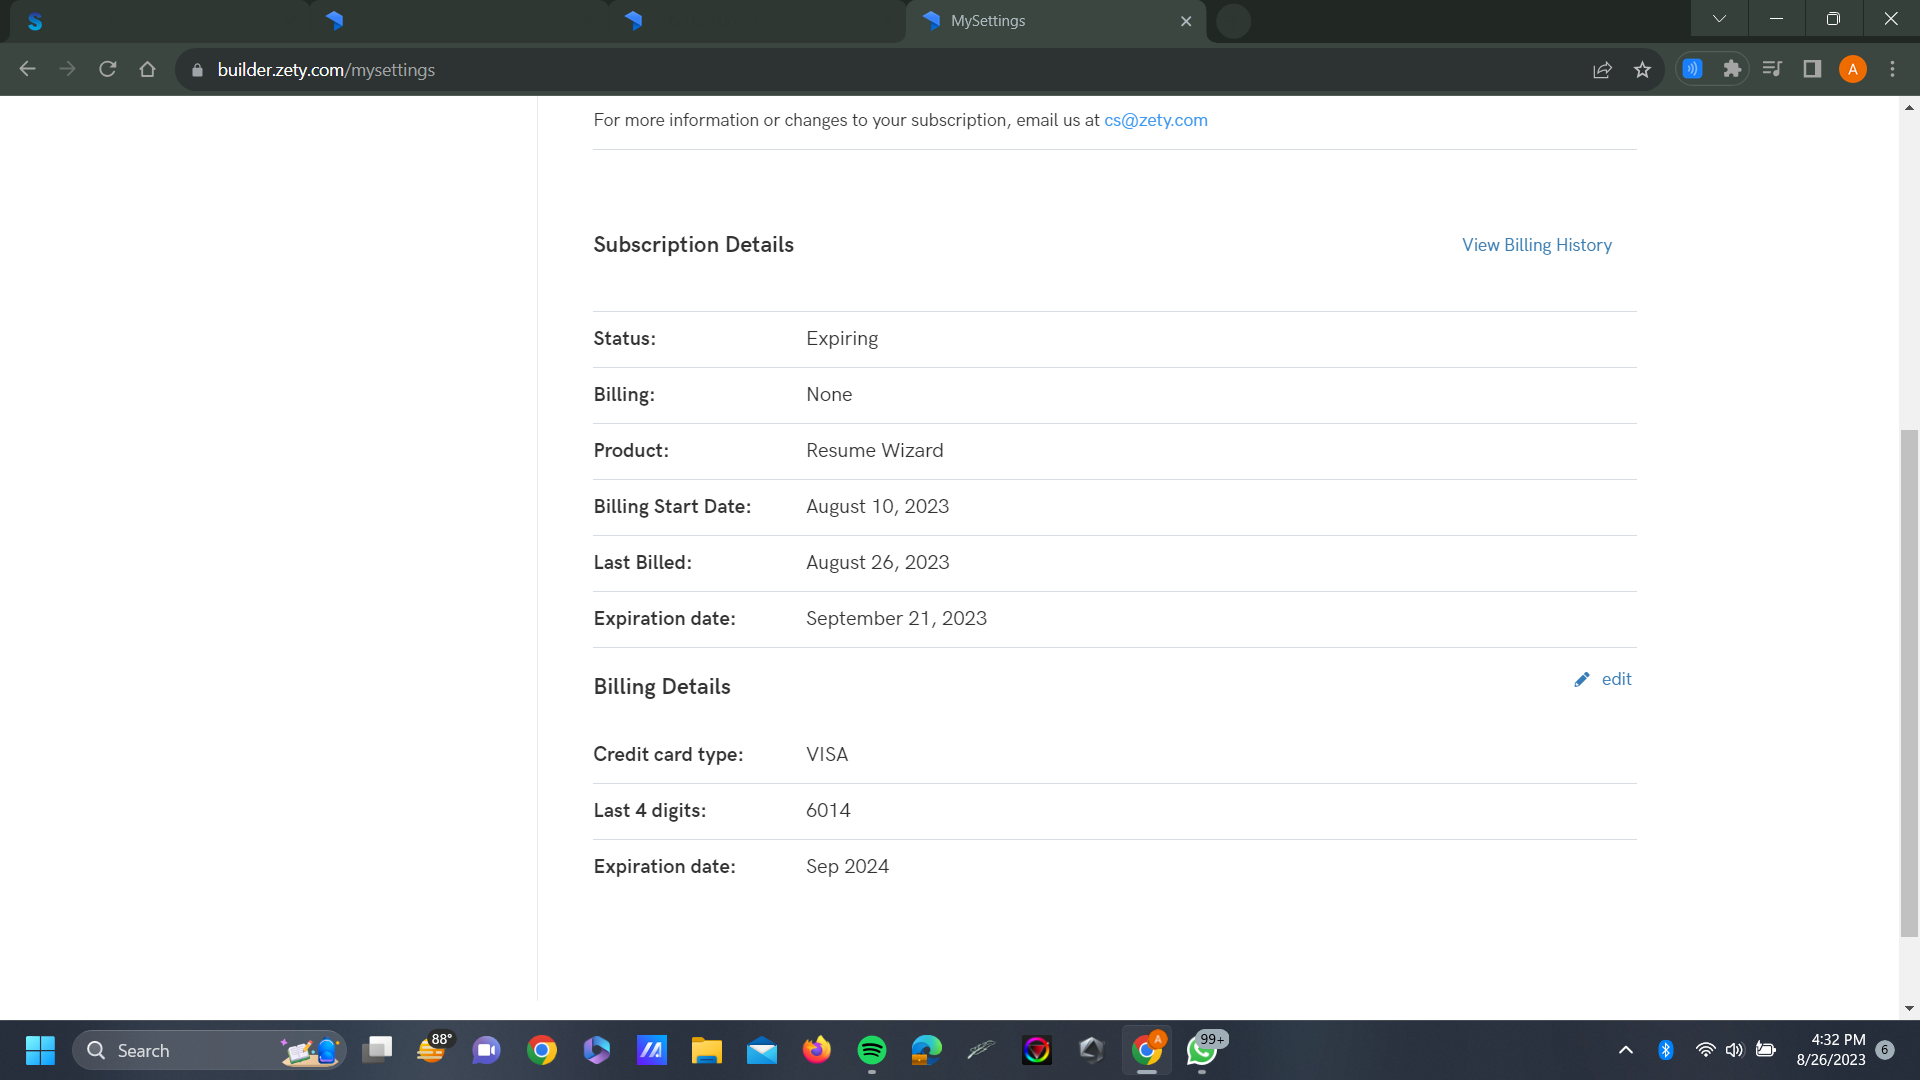 MySettings
builder.zety.com/mysettings
A
For more information or changes to your subscription, email us at cs@zety.com
Subscription Details
View Billing History
Status: Expiring
Billing: None
Product: Resume Wizard
Billing Start Date: August 10, 2023
Last Billed: August 26, 2023
Expiration date: September 21, 2023
Billing Details
edit
Credit card type: VISA
Last 4 digits: 6014
Expiration date: Sep 2024
Search
88°
A
99+
4:32 PM
8/26/2023
6